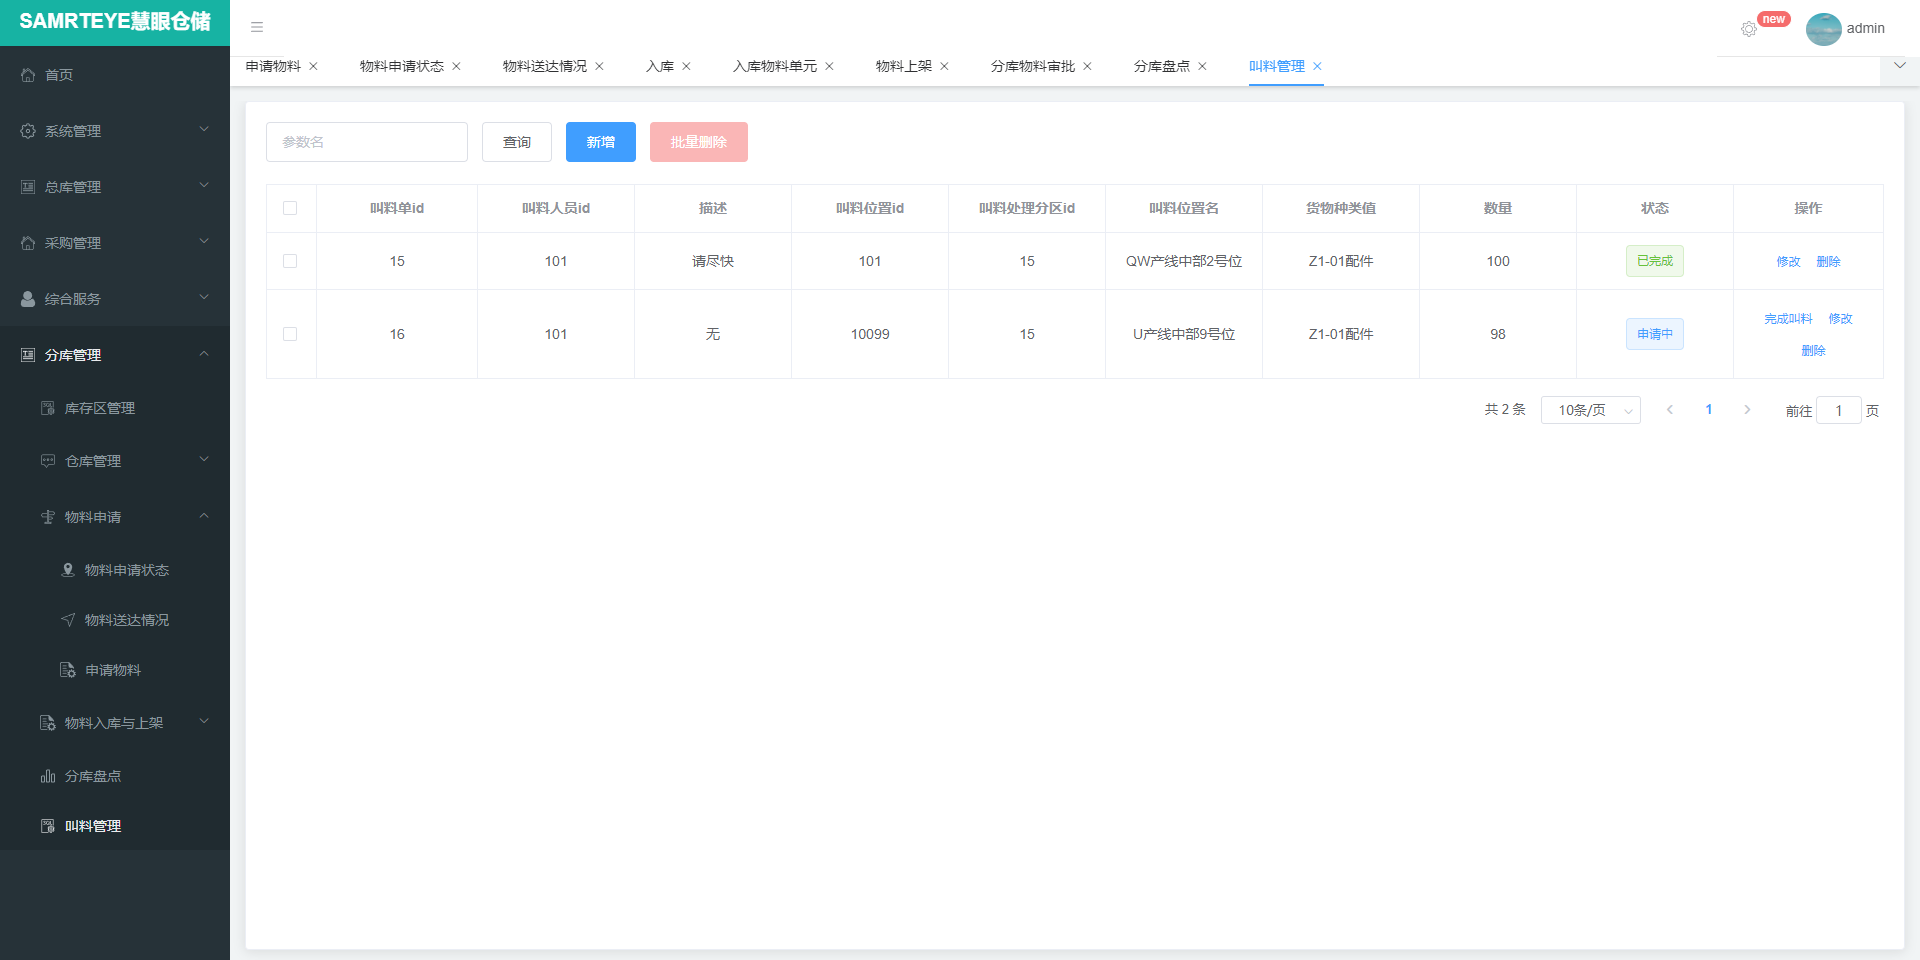 SAMRTEYE慧眼仓储
new
admin
首页
系统管理
总库管理
采购管理
综合服务
分库管理
库存区管理
仓库管理
物料申请
物料申请状态
物料送达情况
申请物料
物料入库与上架
分库盘点
叫料管理
申请物料 物料申请状态 物料送达情况 入库 入库物料单元 物料上架 分库物料审批 分库盘点 叫料管理
参数名 查询 新增 批量删除
叫料单id 叫料人员id 描述 叫料位置id 叫料处理分区id 叫料位置名 货物种类值 数量 状态 操作
15 101 请尽快 101 15 QW产线中部2号位 Z1-01配件 100 已完成 修改 删除
16 101 无 10099 15 U产线中部9号位 Z1-01配件 98 申请中 完成叫料 修改
删除
共 2 条 10条/页 1 前往 1 页